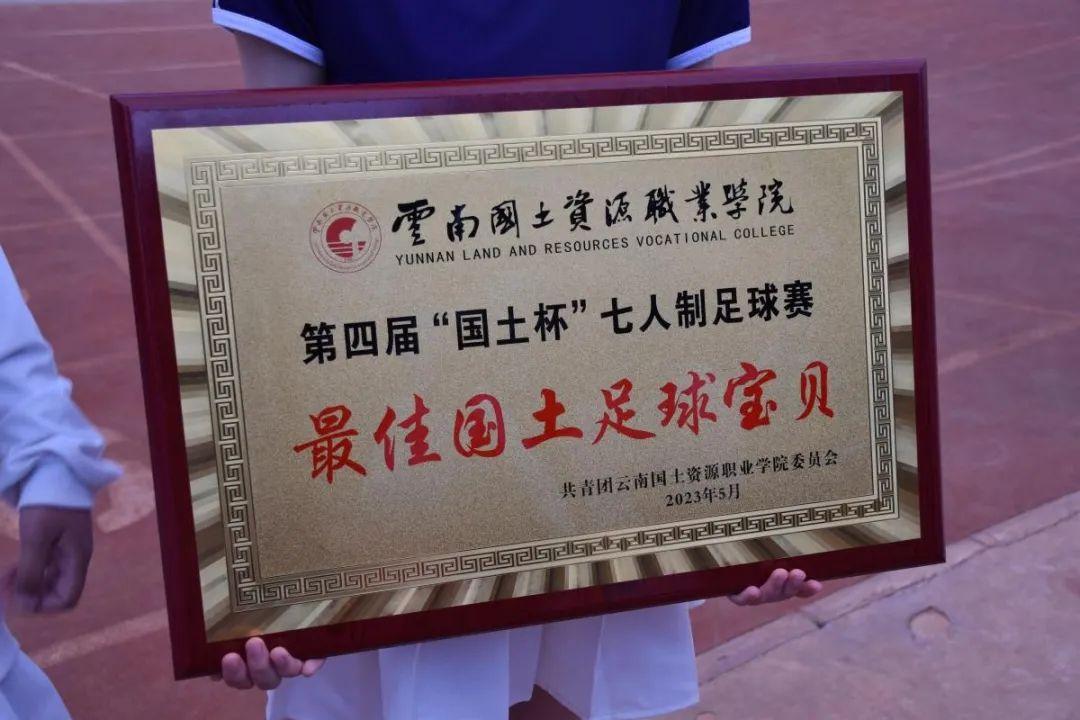 雲南國土資源職業學院
YUNNAN LAND AND RESOURCES VOCATIONAL COLLEGE
第四届“国土杯”七人制足球赛
最佳国土足球宝贝
共青团云南国土资源职业学院委员会
2023年5月